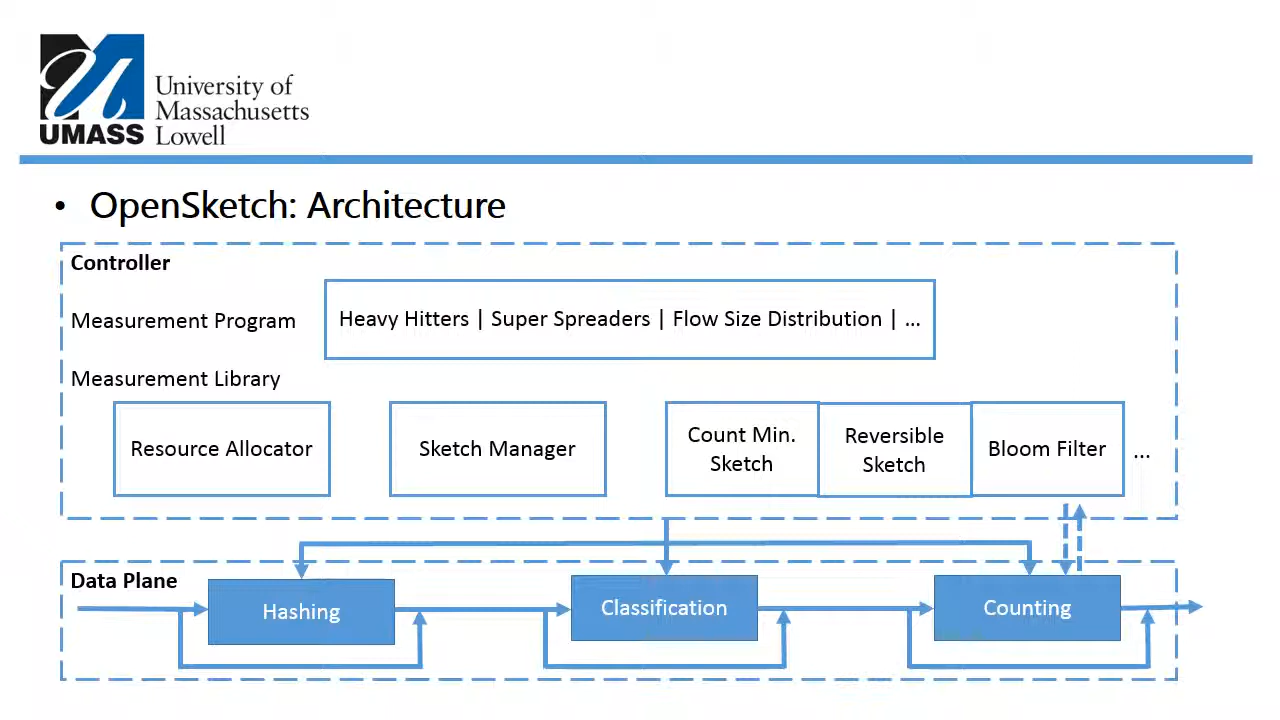 University of
Massachusetts
Lowell
UMASS
• OpenSketch: Architecture
Controller
Measurement Program
Heavy Hitters | Super Spreaders | Flow Size Distribution | ...
Measurement Library
Resource Allocator
Sketch Manager
Count Min.
Sketch
Reversible
Sketch
Bloom Filter
...
Data Plane
Hashing
Classification
Counting